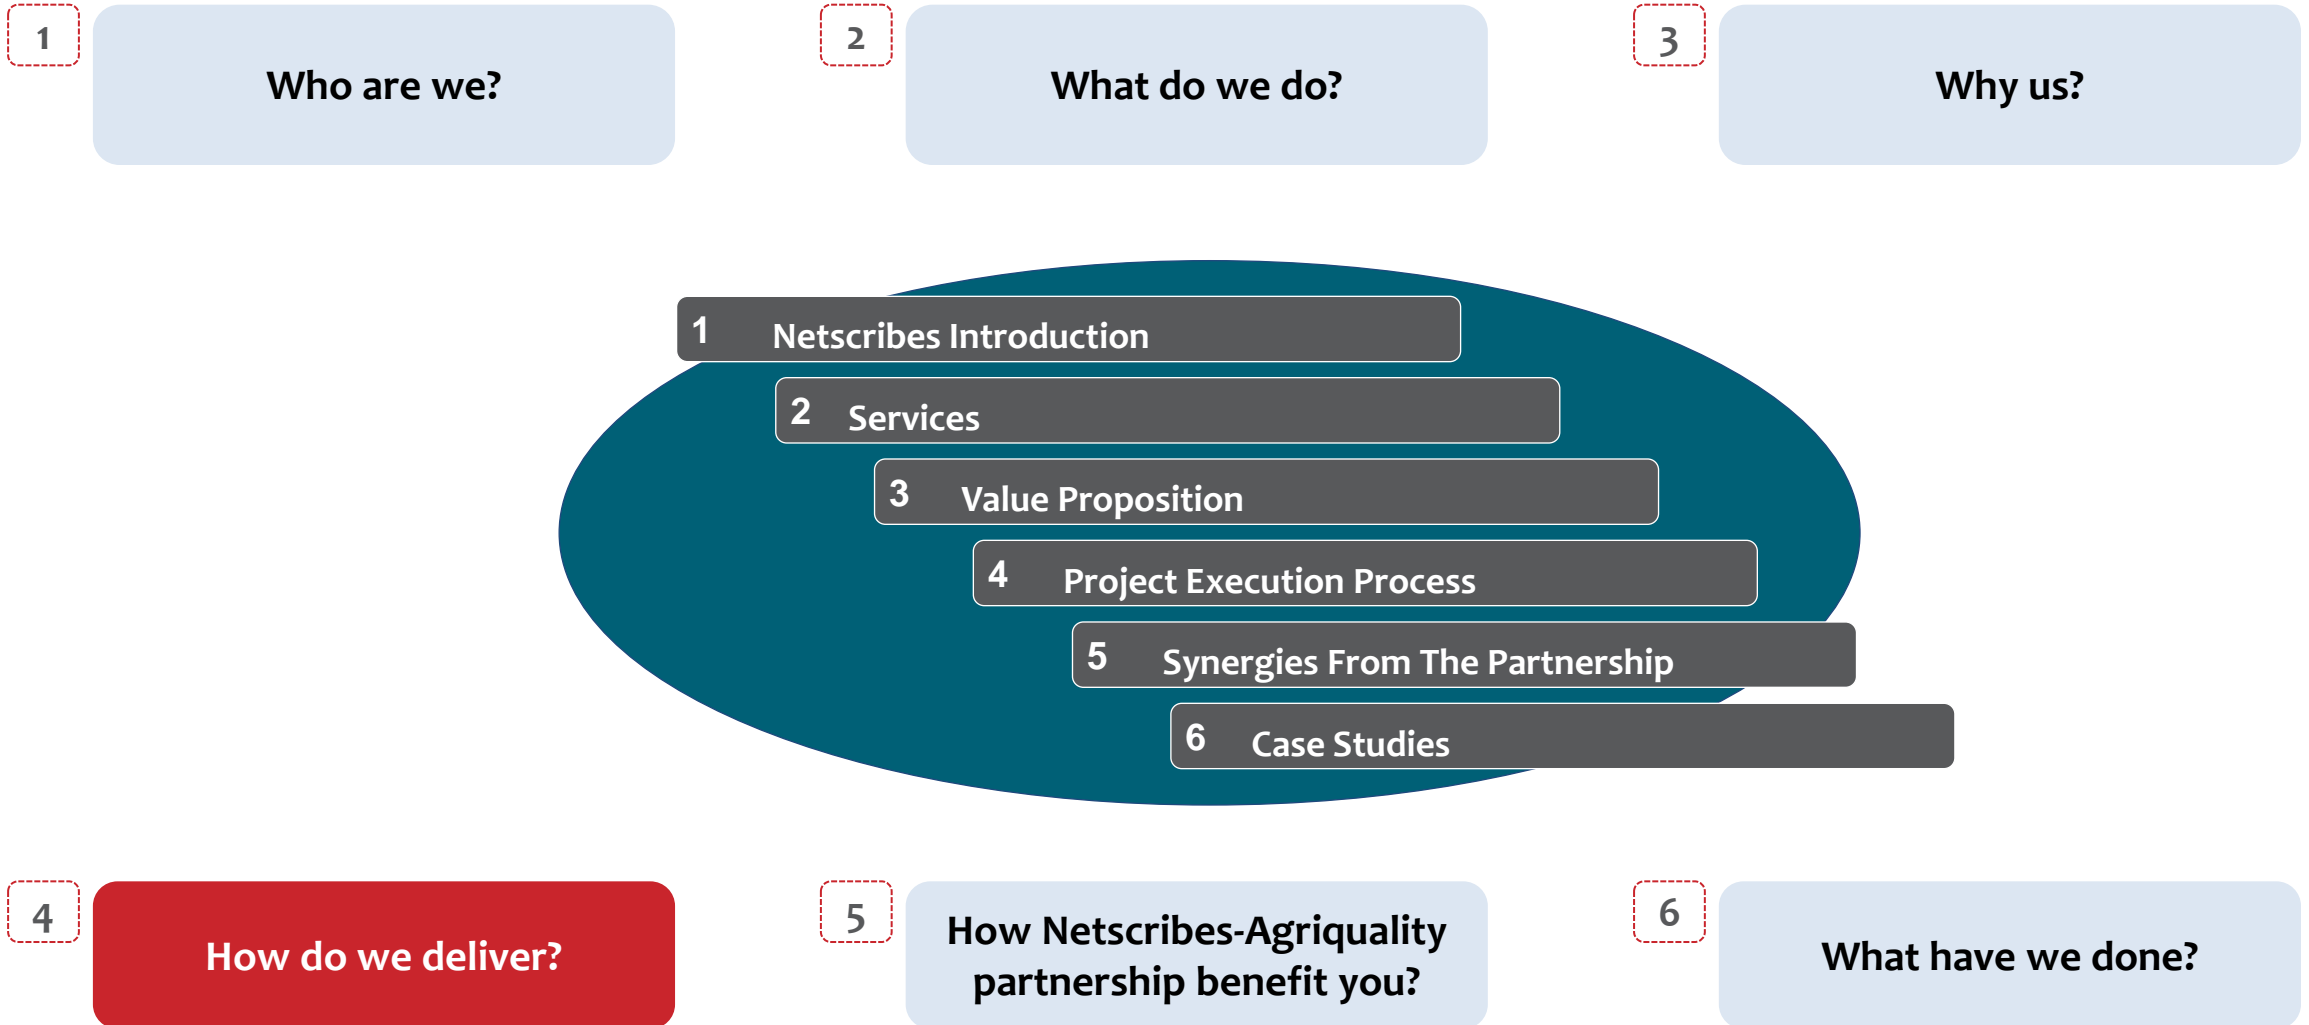 1
Who are we?
2
What do we do?
3
Why us?
1 Netscribes Introduction
2 Services
3 Value Proposition
4 Project Execution Process
5 Synergies From The Partnership
6 Case Studies
4
How do we deliver?
5
How Netscribes-Agriquality
partnership benefit you?
6
What have we done?